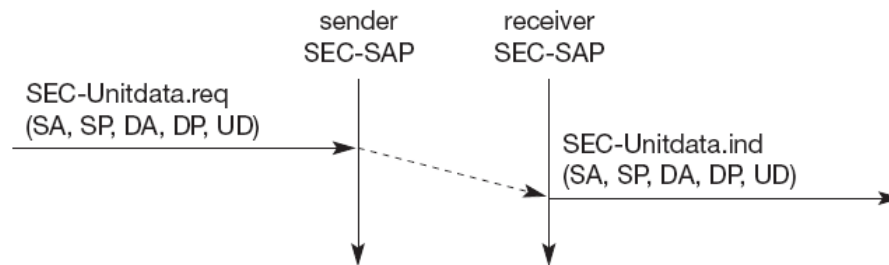 sender
SEC-SAP
receiver
SEC-SAP
SEC-Unitdata.req
(SA, SP, DA, DP, UD)
SEC-Unitdata.ind
(SA, SP, DA, DP, UD)